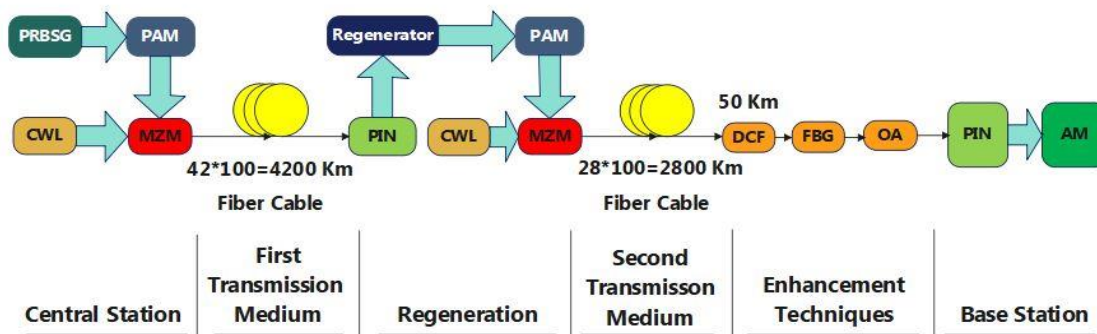 PRBSG
PAM
Regenerator
PAM
CWL
MZM
PIN
CWL
MZM
50 Km
DCF
FBG
OA
PIN
AM
42*100=4200 Km
Fiber Cable
28*100=2800 Km
Fiber Cable
Central Station
First
Transmission
Medium
Regeneration
Second
Transmisson
Medium
Enhancement
Techniques
Base Station